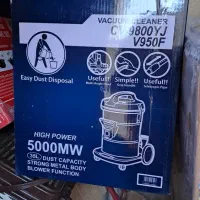 VACUUM CLEANER
9800YJ
V950F
Easy Dust Disposal
Useful!!
Simple!!
Useful!!
HIGH POWER
5000MW
DUST CAPACITY
STRONG METAL BODY
BLOWER FUNCTION